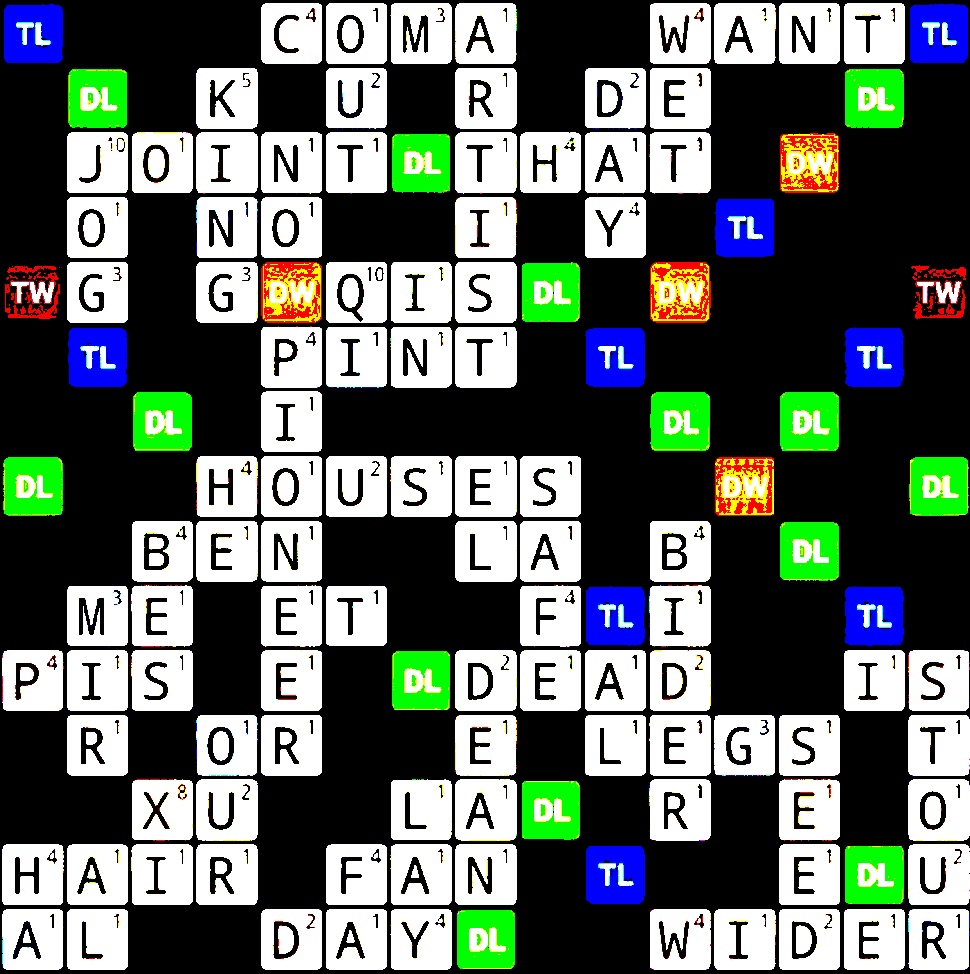 TL COMA WANT TL
DL K U R DE DL
JOINT DL THAT DW
O NO I Y TL
TW G G DW QIS DL DW TW
TL PINT TL TL
DL I DL DL
DL HOUSES DW DL
BEN LA B DL
ME ET F TL I TL
PIS E DL DEAD IS
R OR E LEGS T
XU LA DL R E O
HAIR FAN TL E DL U
AL DAY DL WIDER